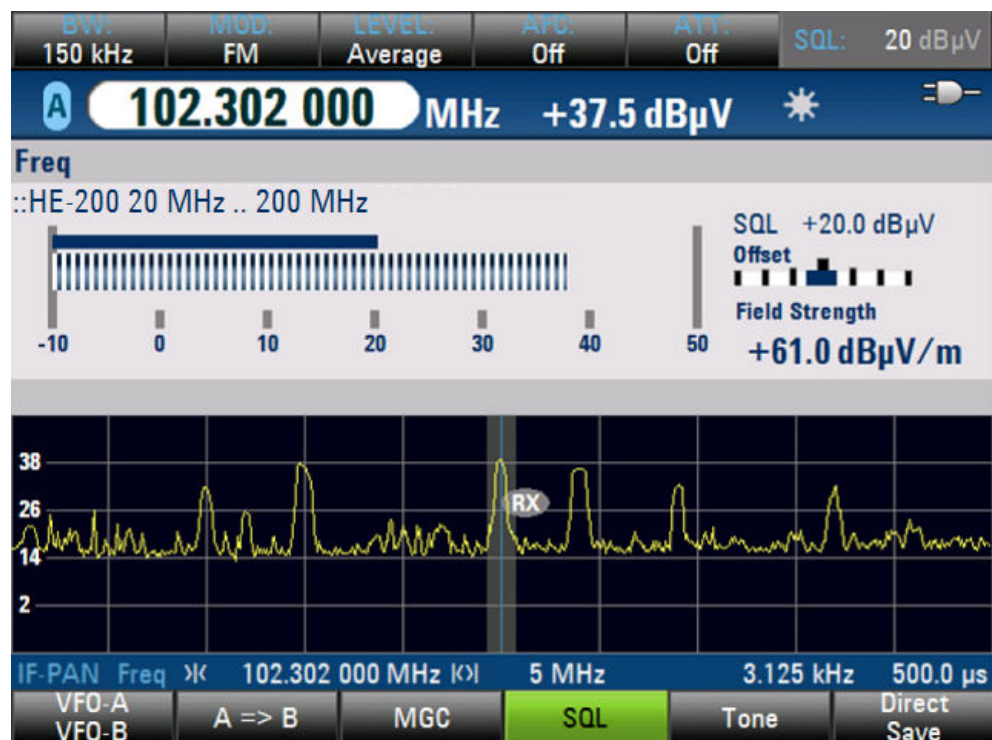 BW: MOD: LEVEL: AFC: ATT: SQL: 20 dBµV
150 kHz FM Average Off Off
A 102.302 000 MHz +37.5 dBµV
Freq
::HE-200 20 MHz .. 200 MHz
SQL +20.0 dBµV
Offset
Field Strength
+61.0 dBµV/m
-10 0 10 20 30 40 50
38
26
RX
14
2
IF-PAN Freq 102.302 000 MHz 5 MHz 3.125 kHz 500.0 µs
VFO-A
VFO-B
A => B
MGC
SQL
Tone
Direct
Save